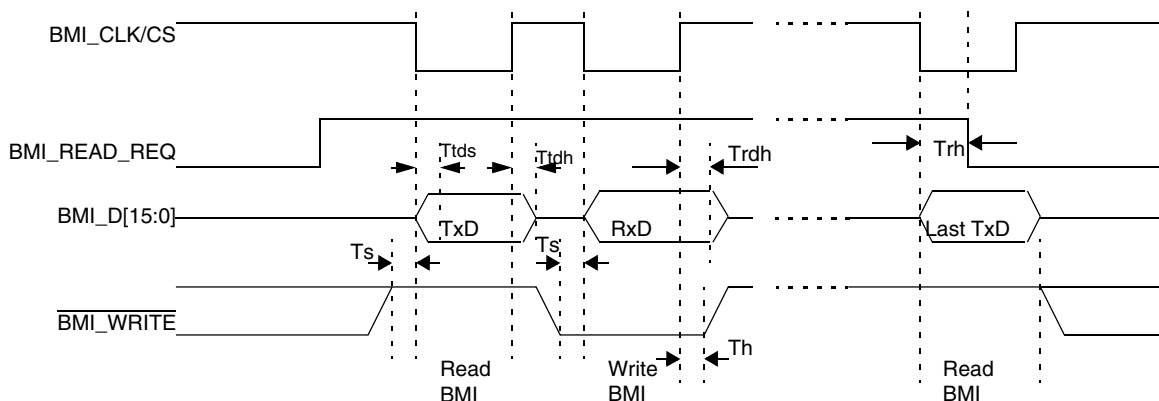 BMI_CLK/CS
BMI_READ_REQ
Ttds
Ttdh
Trdh
Trh
BMI_D[15:0]
TxD
RxD
Last TxD
Ts
Ts
BMI_WRITE
Th
Read
BMI
Write
BMI
Read
BMI